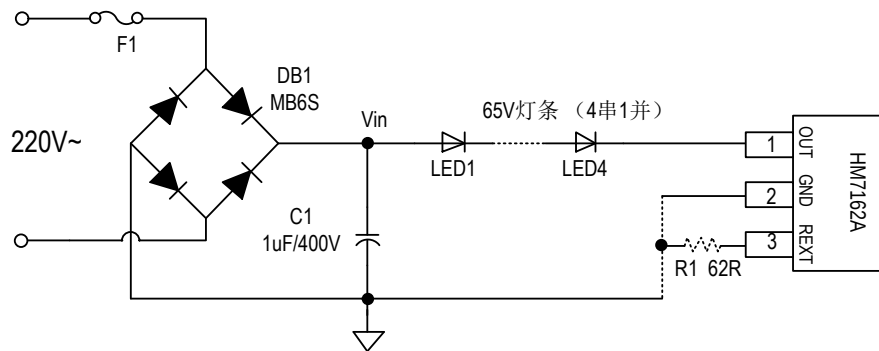 F1
DB1
MB6S
220V~
Vin
65V灯条 （4串1并）
LED1
LED4
C1
1uF/400V
1
OUT
2
GND
3
REXT
HM7162A
R1 62R